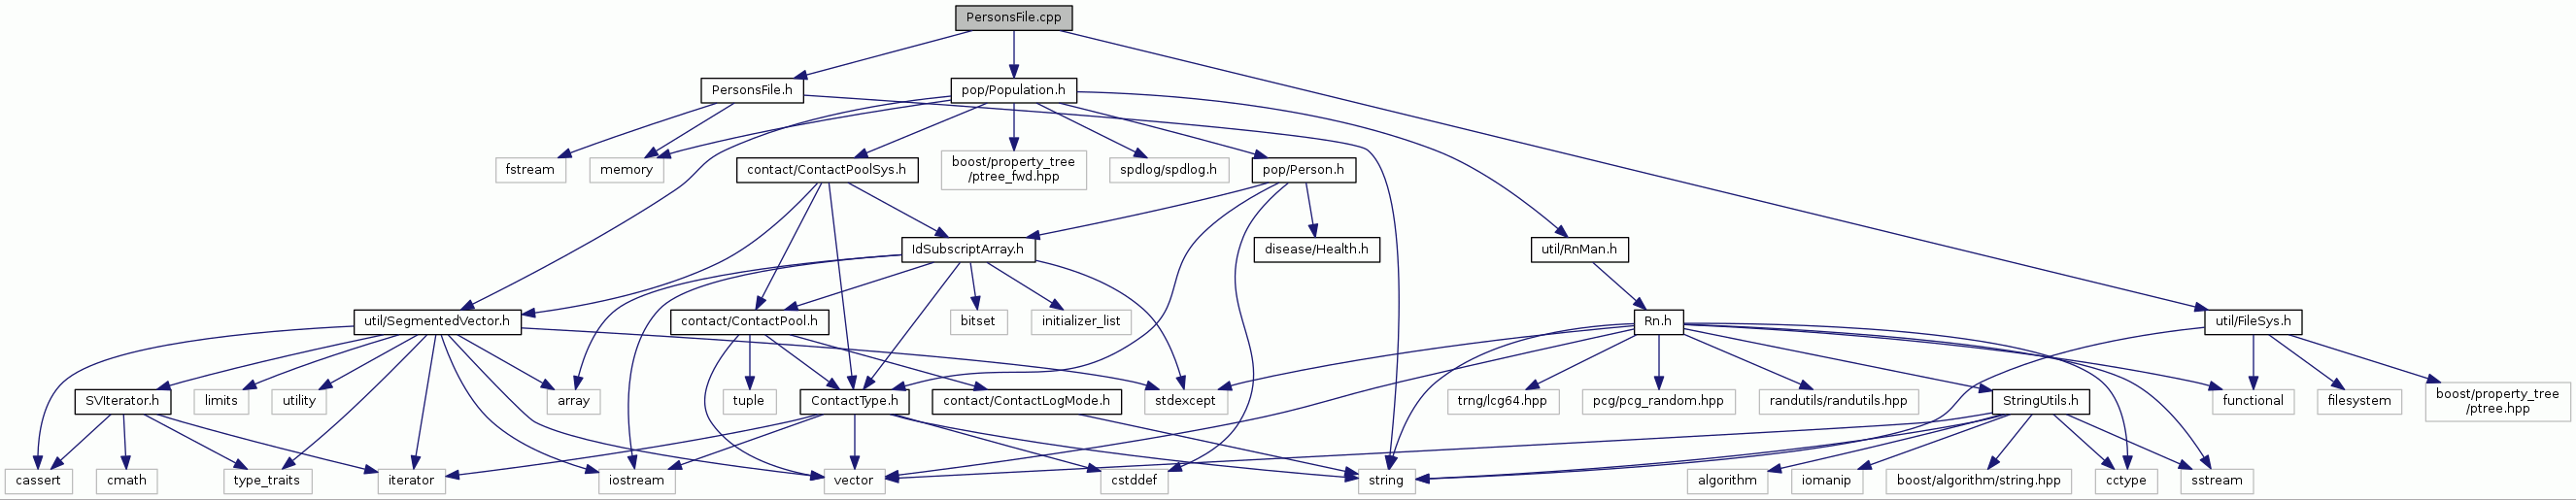 PersonsFile.cpp
PersonsFile.h
pop/Population.h
fstream
memory
contact/ContactPoolSys.h
boost/property_tree
/ptree_fwd.hpp
spdlog/spdlog.h
pop/Person.h
IdSubscriptArray.h
disease/Health.h
util/RnMan.h
util/SegmentedVector.h
contact/ContactPool.h
bitset
initializer_list
Rn.h
util/FileSys.h
SVIterator.h
limits
utility
array
tuple
ContactType.h
contact/ContactLogMode.h
stdexcept
trng/lcg64.hpp
pcg/pcg_random.hpp
randutils/randutils.hpp
StringUtils.h
functional
filesystem
boost/property_tree
/ptree.hpp
cassert
cmath
type_traits
iterator
iostream
vector
cstddef
string
algorithm
iomanip
boost/algorithm/string.hpp
cctype
sstream